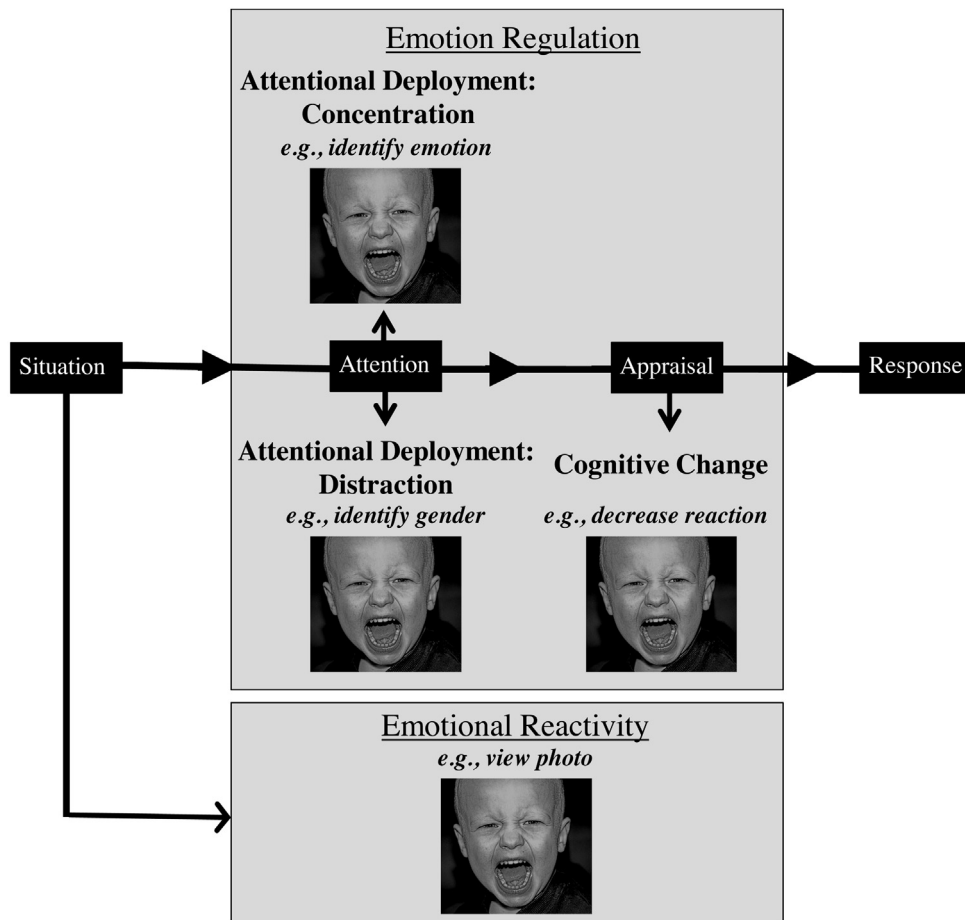 Emotion Regulation
Attentional Deployment:
Concentration
e.g., identify emotion
Situation
Attention
Appraisal
Response
Attentional Deployment:
Distraction
e.g., identify gender
Cognitive Change
e.g., decrease reaction
Emotional Reactivity
e.g., view photo